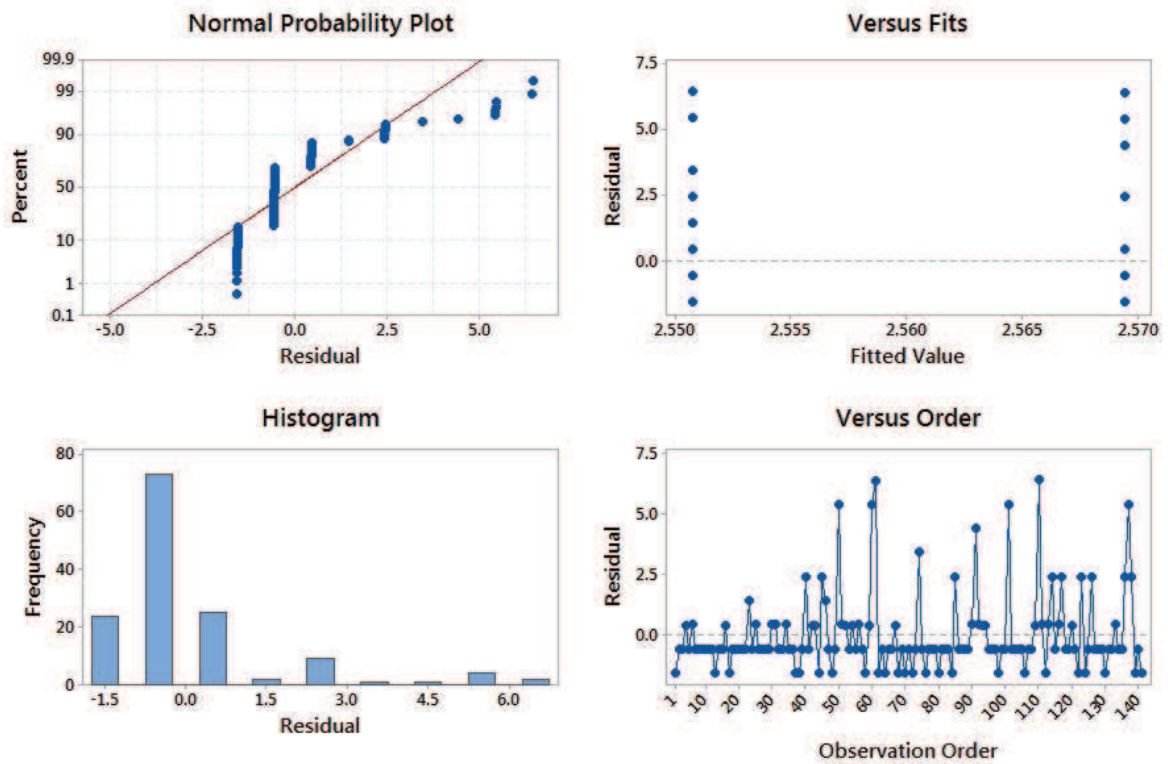 Normal Probability Plot
99.9
99
90
50
10
1
0.1
Percent
-5.0 -2.5 0.0 2.5 5.0
Residual
Versus Fits
7.5
5.0
2.5
0.0
Residual
2.550 2.555 2.560 2.565 2.570
Fitted Value
Histogram
80
60
40
20
0
Frequency
-1.5 0.0 1.5 3.0 4.5 6.0
Residual
Versus Order
7.5
5.0
2.5
0.0
Residual
1 10 20 30 40 50 60 70 80 90 100 110 120 130 140
Observation Order